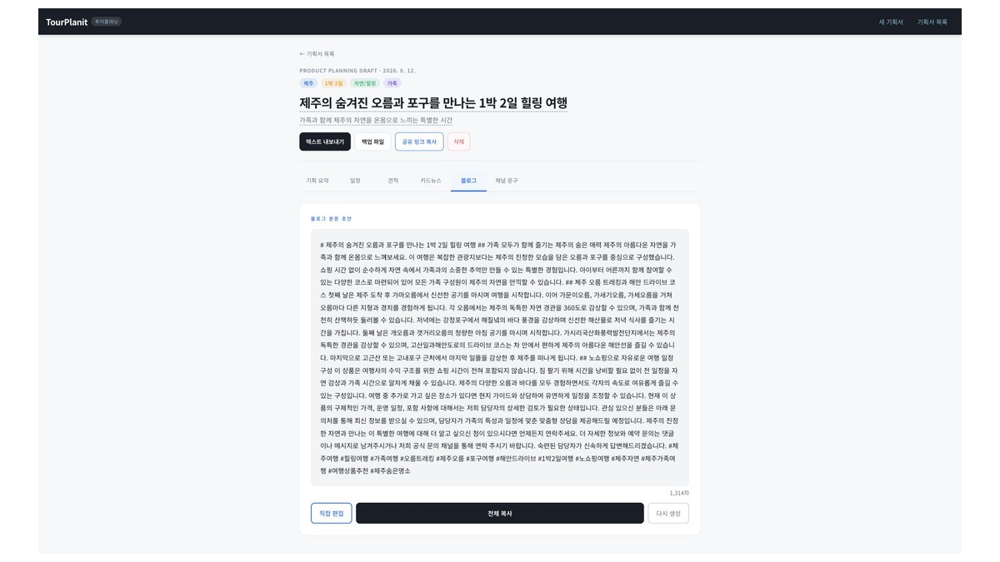 TourPlanit 투어플래닛
새 기획서 기획서 목록
← 기획서 목록
PRODUCT PLANNING DRAFT · 2026. 8. 12.
제주 1박 2일 자연/힐링 가족
제주의 숨겨진 오름과 포구를 만나는 1박 2일 힐링 여행
가족과 함께 제주의 자연을 온몸으로 느끼는 특별한 시간
텍스트 내보내기 백업 파일 공유 링크 복사 삭제
기획 요약 일정 견적 카드뉴스 블로그 채널 문구
블로그 본문 초안
# 제주의 숨겨진 오름과 포구를 만나는 1박 2일 힐링 여행 ## 가족 모두가 함께 즐기는 제주의 숨은 매력 제주의 아름다운 자연을 가
족과 함께 온몸으로 느껴보세요. 이 여행은 복잡한 관광지보다는 제주의 진정한 모습을 담은 오름과 포구를 중심으로 구성했습니다.
쇼핑 시간 없이 순수하게 자연 속에서 가족과의 소중한 추억만 만들 수 있는 특별한 경험입니다. 아이부터 어른까지 함께 참여할 수
있는 다양한 코스로 마련되어 있어 모든 가족 구성원이 제주의 자연을 만끽할 수 있습니다. ## 제주 오름 트레킹과 해안 드라이브 코
스 첫째 날은 제주 도착 후 가마오름에서 신선한 공기를 마시며 여행을 시작합니다. 이어 가문이오름, 가새기오름, 가세오름을 거쳐
오름마다 다른 지형과 경치를 경험하게 됩니다. 각 오름에서는 제주의 독특한 자연 경관을 360도로 감상할 수 있으며, 가족과 함께 천
천히 산책하듯 둘러볼 수 있습니다. 저녁에는 강정포구에서 해질녘의 바다 풍경을 감상하며 신선한 해산물로 저녁 식사를 즐기는 시
간을 가집니다. 둘째 날은 개오름과 갯거리오름의 청량한 아침 공기를 마시며 시작합니다. 가시리국산화풍력발전단지에서는 제주의
독특한 경관을 감상할 수 있으며, 고산일과해안도로의 드라이브 코스는 차 안에서 편하게 제주의 아름다운 해안선을 즐길 수 있습니
다. 마지막으로 고근산 또는 고내포구 근처에서 마지막 일몰을 감상한 후 제주를 떠나게 됩니다. ## 노쇼핑으로 자유로운 여행 일정
구성 이 상품은 여행사의 수익 구조를 위한 쇼핑 시간이 전혀 포함되지 않습니다. 짐 팔기 위해 시간을 낭비할 필요 없이 전 일정을 자
연 감상과 가족 시간으로 알차게 채울 수 있습니다. 제주의 다양한 오름과 바다를 모두 경험하면서도 각자의 속도로 여유롭게 즐길 수
있는 구성입니다. 여행 중 추가로 가고 싶은 장소가 있다면 현지 가이드와 상담하여 유연하게 일정을 조정할 수 있습니다. 현재 이 상
품의 구체적인 가격, 운영 일정, 포함 사항에 대해서는 저희 담당자의 상세한 검토가 필요한 상태입니다. 관심 있으신 분들은 아래 문
의처를 통해 최신 정보를 받으실 수 있으며, 담당자가 가족의 특성과 일정에 맞춘 맞춤형 상담을 제공해드릴 예정입니다. 제주의 진정
한 자연과 만나는 이 특별한 여행에 대해 더 알고 싶으신 점이 있으시다면 언제든지 연락주세요. 더 자세한 정보와 예약 문의는 댓글
이나 메시지로 남겨주시거나 저희 공식 문의 채널을 통해 연락 주시기 바랍니다. 숙련된 담당자가 신속하게 답변해드리겠습니다. #제
주여행 #힐링여행 #가족여행 #오름트레킹 #제주오름 #포구여행 #해안드라이브 #1박2일여행 #노쇼핑여행 #제주자연 #제주가족여
행 #여행상품추천 #제주숨은명소
1,314자
직접 편집 전체 복사 다시 생성